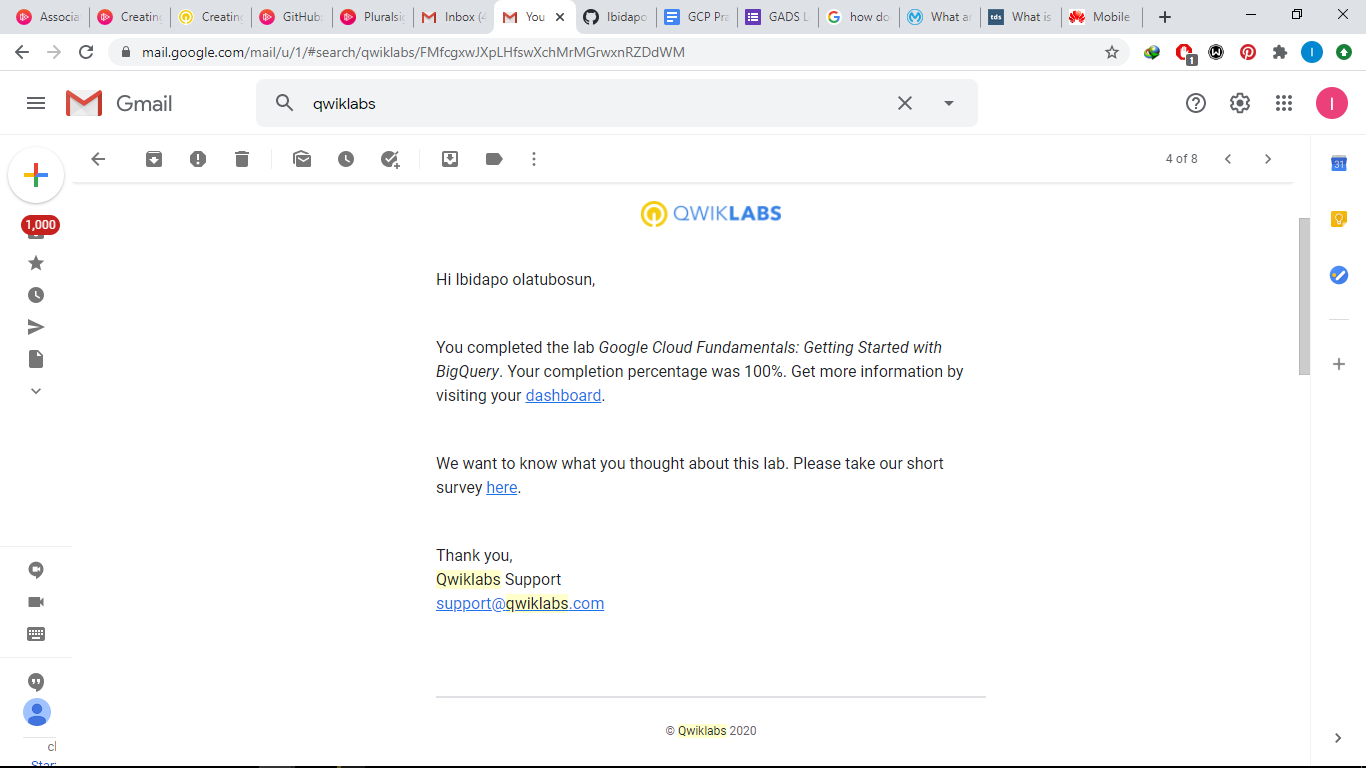 Associa
Creating
Creating
GitHub:
Pluralsi
Inbox (4
You
Ibidapo
GCP Pra
GADS L
how do
What ar
What is
Mobile
mail.google.com/mail/u/1/#search/qwiklabs/FMfcgxwJXpLHfswXchMrMGrwxnRZDdWM
1
I
Gmail
qwiklabs
I
4 of 8
31
1,000
QWIKLABS
Hi Ibidapo olatubosun,
You completed the lab Google Cloud Fundamentals: Getting Started with
BigQuery. Your completion percentage was 100%. Get more information by
visiting your dashboard.
We want to know what you thought about this lab. Please take our short
survey here.
Thank you,
Qwiklabs Support
support@qwiklabs.com
© Qwiklabs 2020